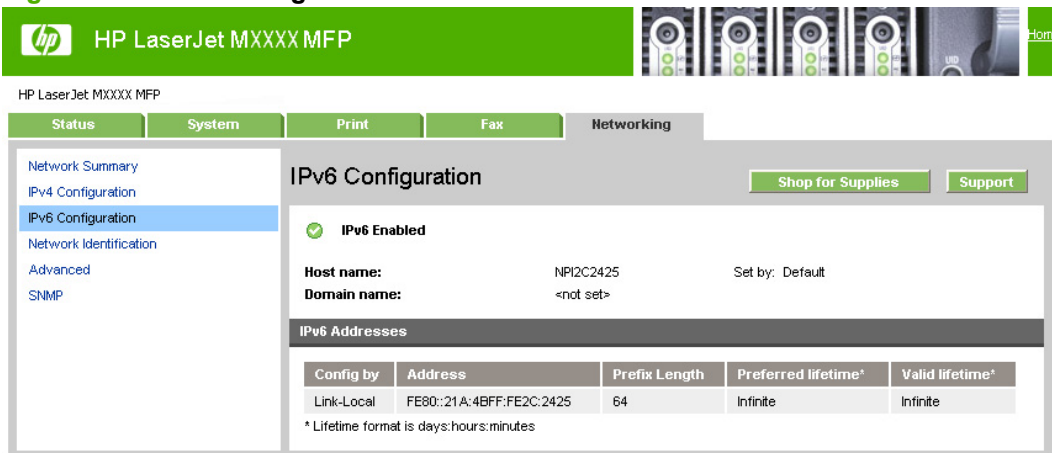 hp HP LaserJet MXXXX MFP
UID
Hom
HP LaserJet MXXXX MFP
Status System Print Fax Networking
Network Summary
IPv4 Configuration
IPv6 Configuration
Network Identification
Advanced
SNMP
IPv6 Configuration
Shop for Supplies Support
IPv6 Enabled
Host name: NPI2C2425 Set by: Default
Domain name: <not set>
IPv6 Addresses
Config by Address Prefix Length Preferred lifetime* Valid lifetime*
Link-Local FE80::21A:4BFF:FE2C:2425 64 Infinite Infinite
* Lifetime format is days:hours:minutes